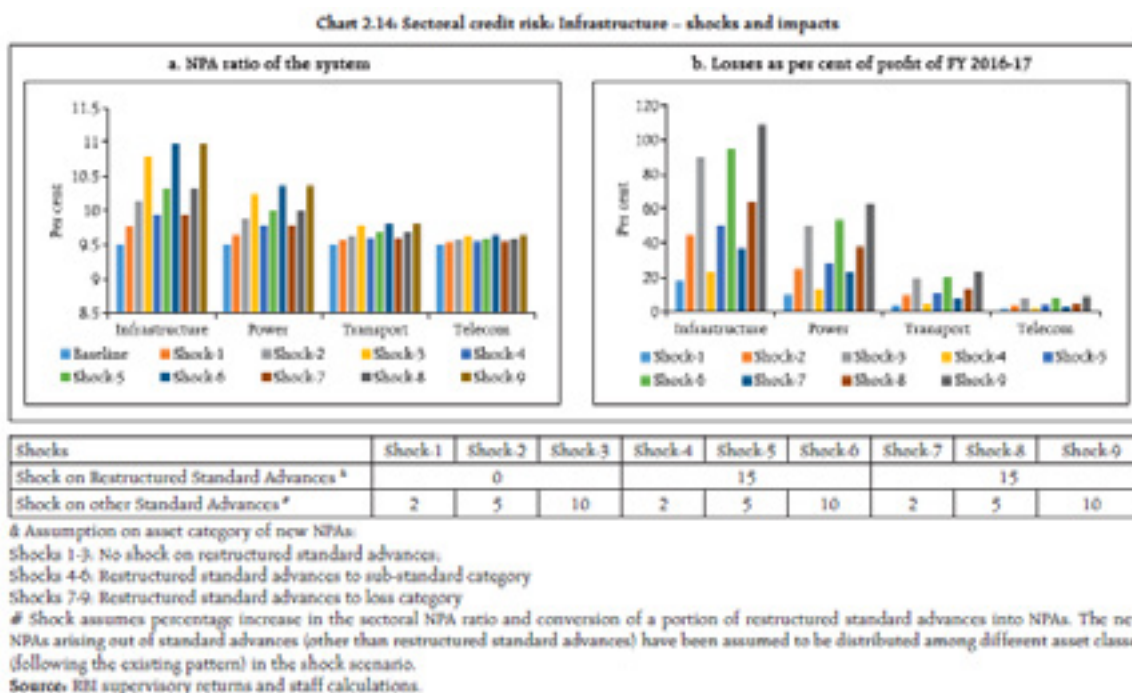 Chart 2.14: Sectoral credit risk: Infrastructure – shocks and impacts
a. NPA ratio of the system
b. Losses as per cent of profit of FY 2016-17
11.5
11
10.5
10
9.5
9
8.5
Per cent
Infrastructure Power Transport Telecom
Baseline Shock-1 Shock-2 Shock-3 Shock-4
Shock-5 Shock-6 Shock-7 Shock-8 Shock-9
120
100
80
60
40
20
0
Per cent
Infrastructure Power Transport Telecom
Shock-1 Shock-2 Shock-3 Shock-4 Shock-5
Shock-6 Shock-7 Shock-8 Shock-9
Shocks Shock-1 Shock-2 Shock-3 Shock-4 Shock-5 Shock-6 Shock-7 Shock-8 Shock-9
Shock on Restructured Standard Advances & 0 15 15
Shock on other Standard Advances # 2 5 10 2 5 10 2 5 10
& Assumption on asset category of new NPAs:
Shocks 1-3: No shock on restructured standard advances;
Shocks 4-6: Restructured standard advances to sub-standard category
Shocks 7-9: Restructured standard advances to loss category
# Shock assumes percentage increase in the sectoral NPA ratio and conversion of a portion of restructured standard advances into NPAs. The ne
NPAs arising out of standard advances (other than restructured standard advances) have been assumed to be distributed among different asset class
(following the existing pattern) in the shock scenario.
Source: RBI supervisory returns and staff calculations.